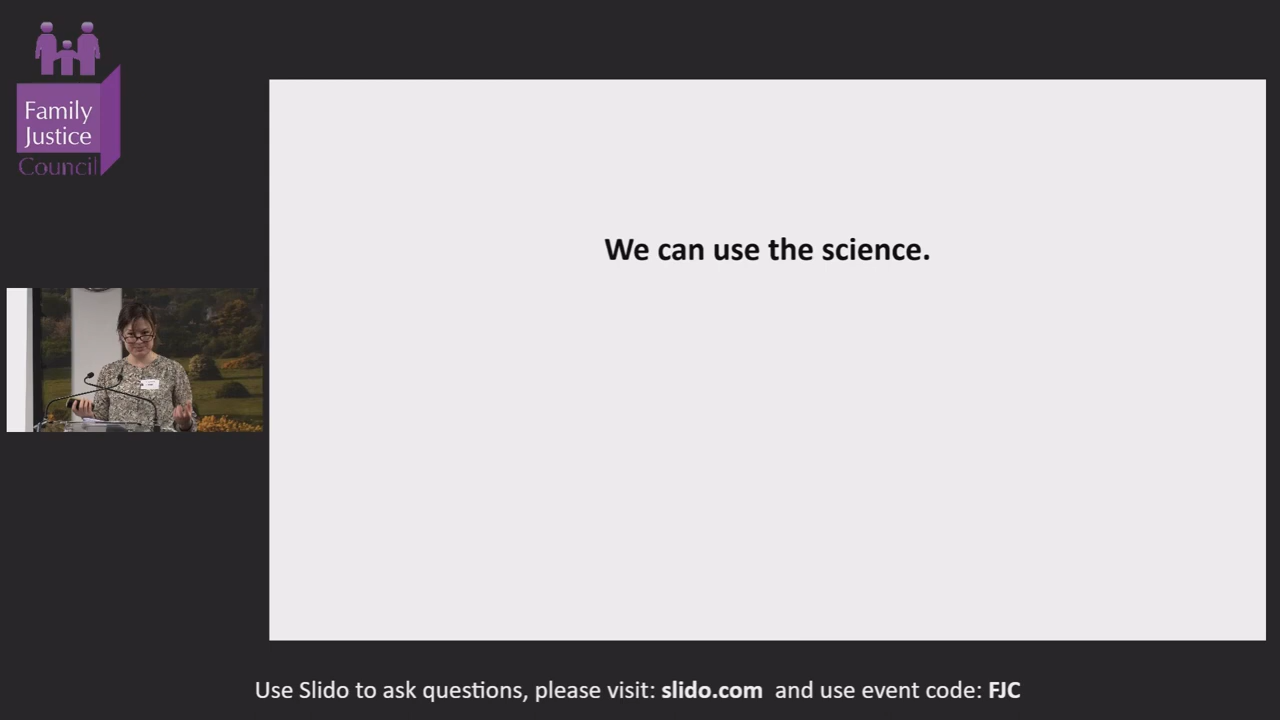 Family
Justice
Council
We can use the science.
Use Slido to ask questions, please visit: slido.com and use event code: FJC